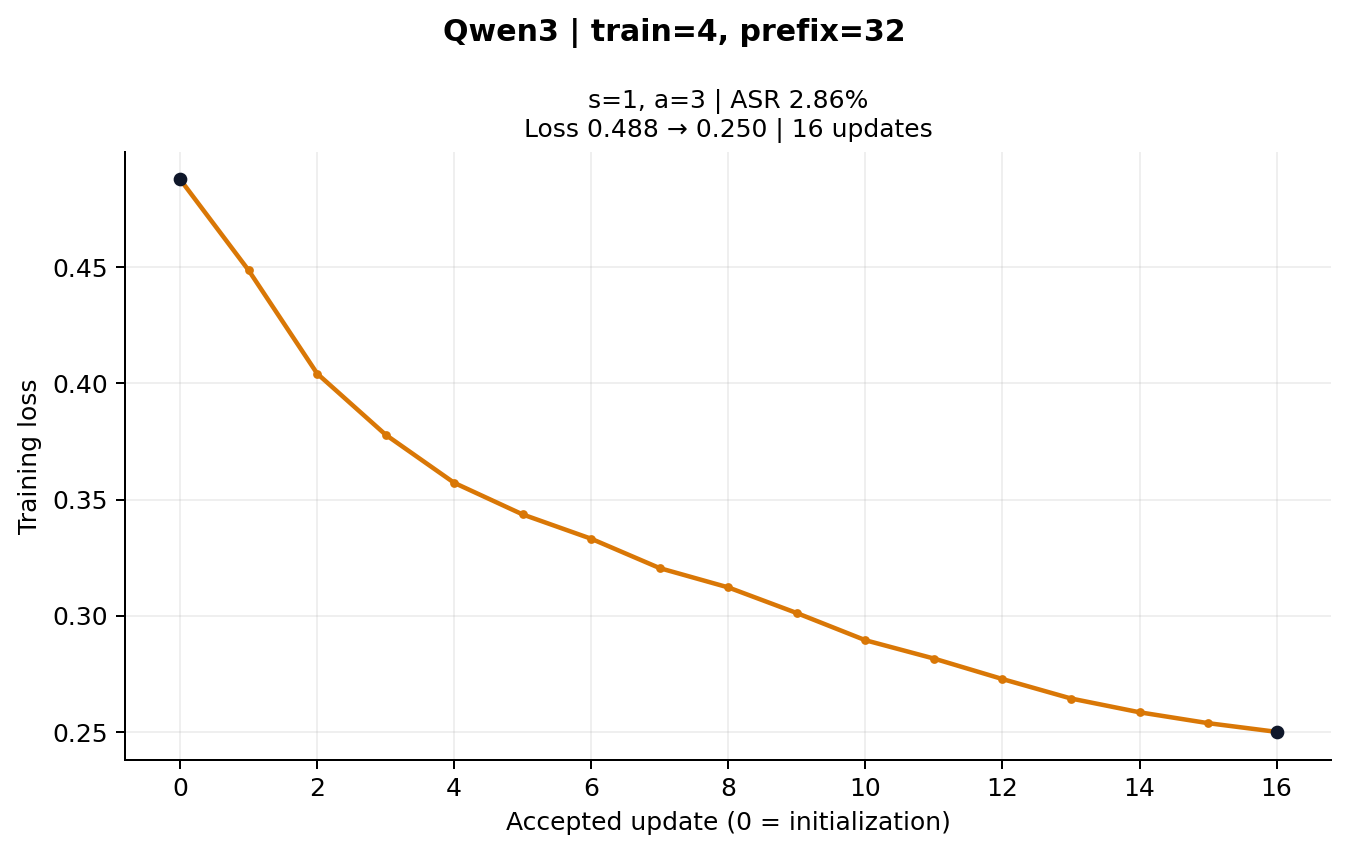 Qwen3 | train=4, prefix=32
s=1, a=3 | ASR 2.86%
Loss 0.488 → 0.250 | 16 updates
Training loss
0.45
0.40
0.35
0.30
0.25
0 2 4 6 8 10 12 14 16
Accepted update (0 = initialization)